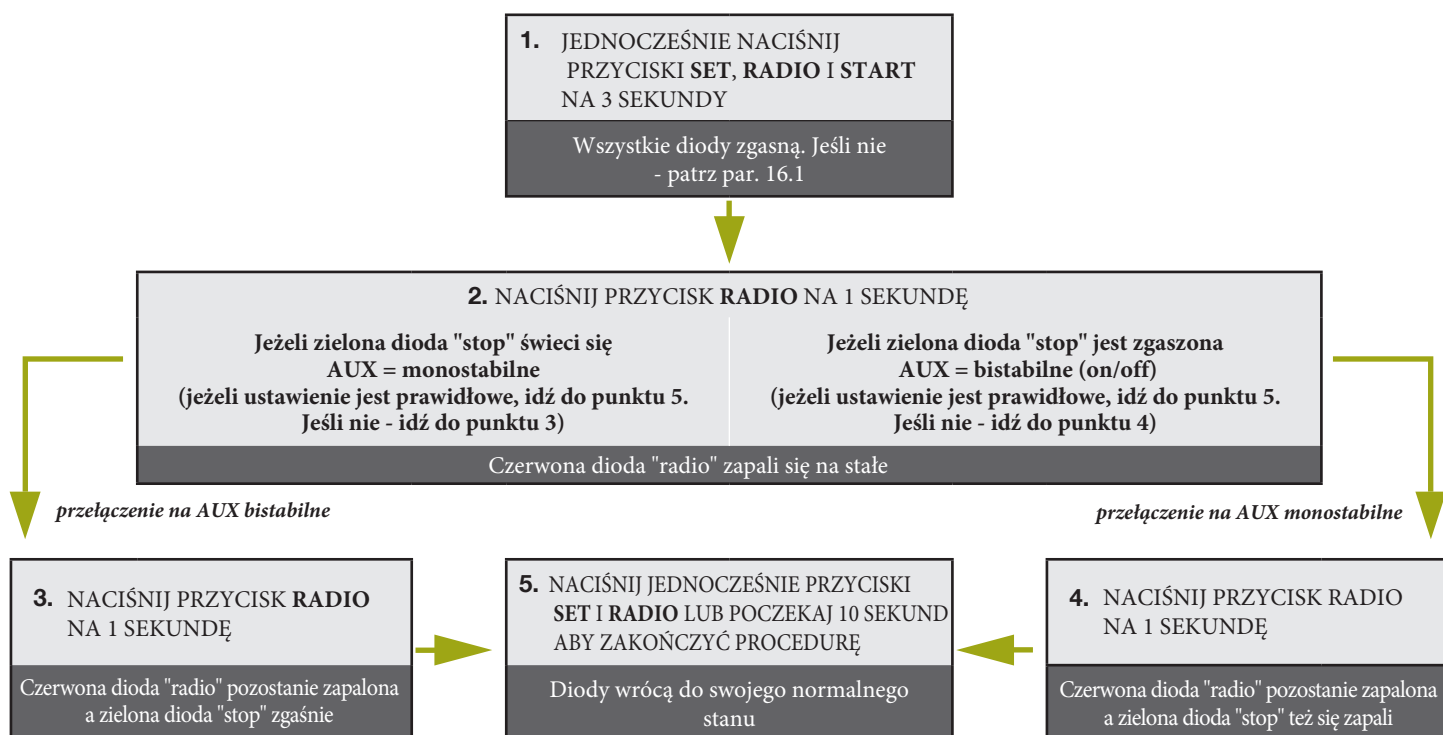 1. JEDNOCZEŚNIE NACIŚNIJ
PRZYCISKI SET, RADIO I START
NA 3 SEKUNDY
Wszystkie diody zgasną. Jeśli nie
- patrz par. 16.1
2. NACIŚNIJ PRZYCISK RADIO NA 1 SEKUNDĘ
Jeżeli zielona dioda "stop" świeci się
AUX = monostabilne
(jeżeli ustawienie jest prawidłowe, idź do punktu 5.
Jeśli nie - idź do punktu 3)
Jeżeli zielona dioda "stop" jest zgaszona
AUX = bistabilne (on/off)
(jeżeli ustawienie jest prawidłowe, idź do punktu 5.
Jeśli nie - idź do punktu 4)
Czerwona dioda "radio" zapali się na stałe
przełączenie na AUX bistabilne
przełączenie na AUX monostabilne
3. NACIŚNIJ PRZYCISK RADIO
NA 1 SEKUNDĘ
Czerwona dioda "radio" pozostanie zapalona
a zielona dioda "stop" zgaśnie
5. NACIŚNIJ JEDNOCZEŚNIE PRZYCISKI
SET I RADIO LUB POCZEKAJ 10 SEKUND
ABY ZAKOŃCZYĆ PROCEDURĘ
Diody wrócą do swojego normalnego
stanu
4. NACIŚNIJ PRZYCISK RADIO
NA 1 SEKUNDĘ
Czerwona dioda "radio" pozostanie zapalona
a zielona dioda "stop" też się zapali